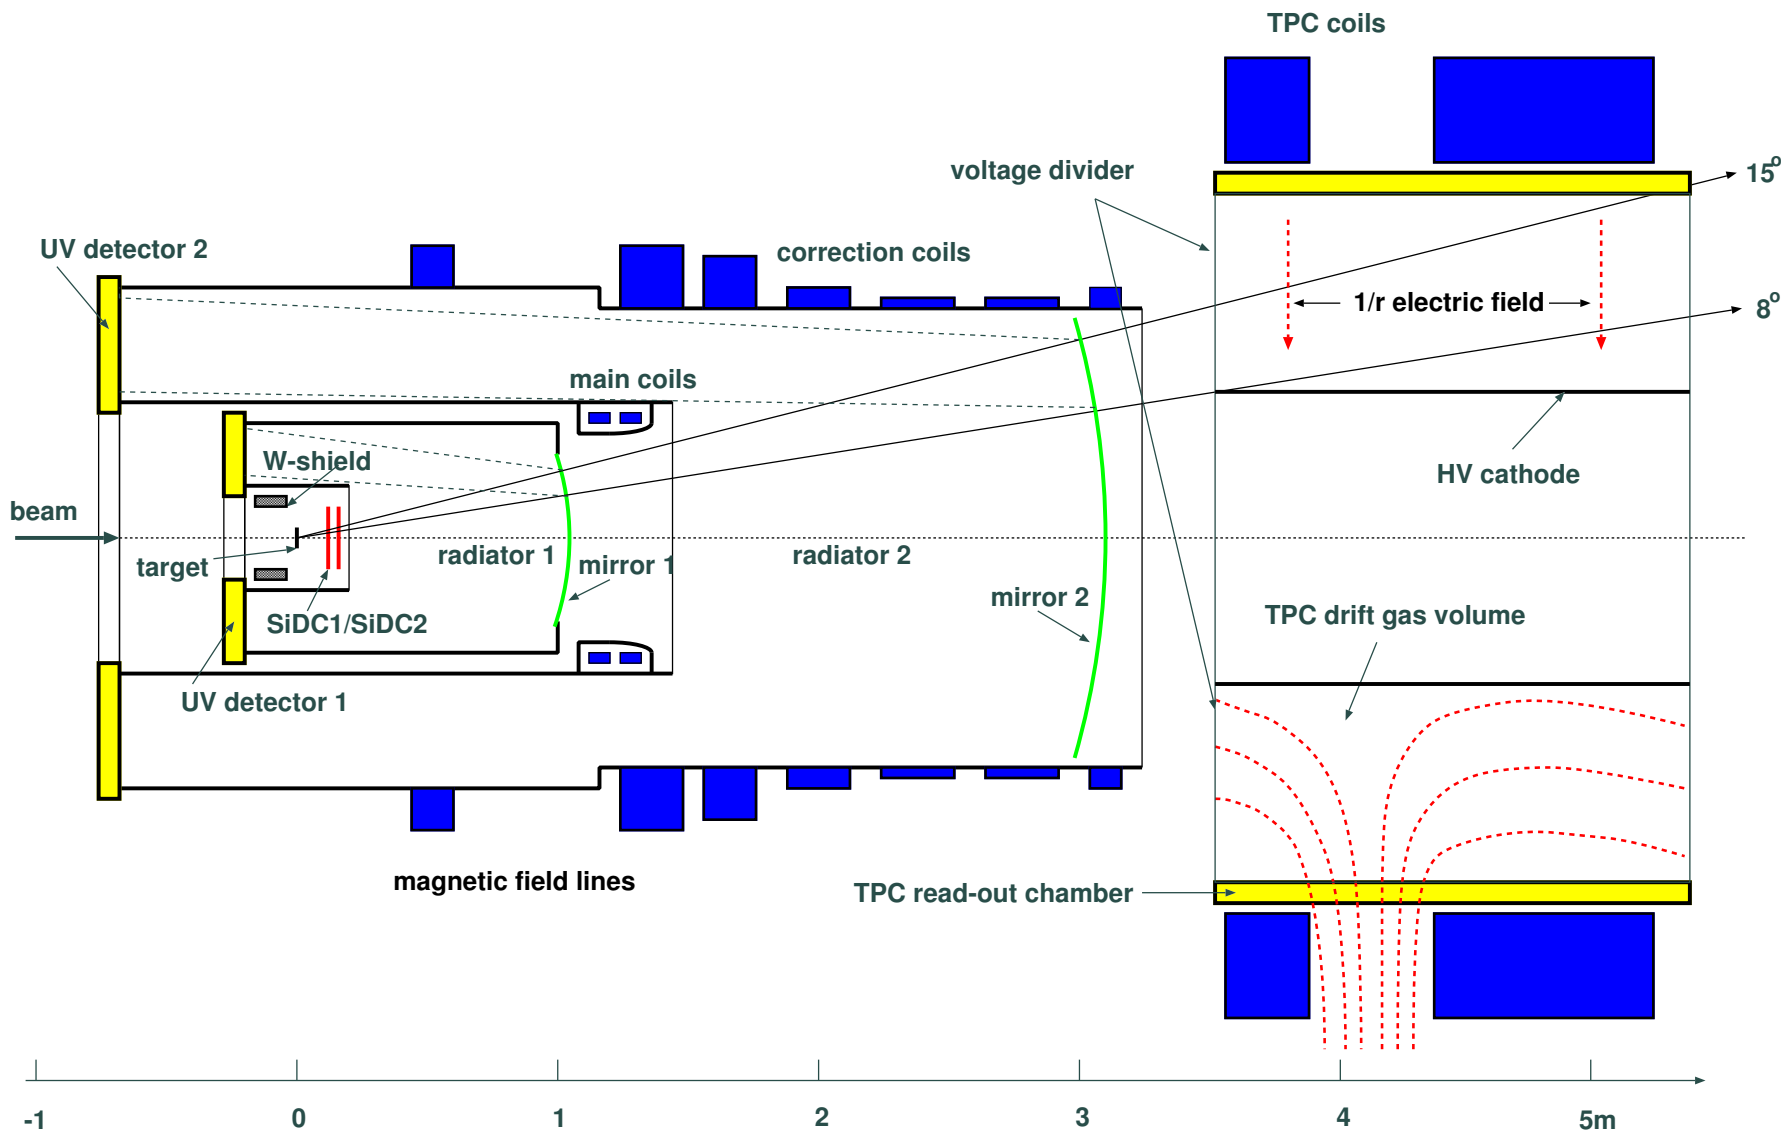 TPC coils
voltage divider
15°
UV detector 2
correction coils
1/r electric field
8°
main coils
W-shield
HV cathode
beam
target
radiator 1
mirror 1
radiator 2
mirror 2
SiDC1/SiDC2
TPC drift gas volume
UV detector 1
magnetic field lines
TPC read-out chamber
-1 0 1 2 3 4 5m